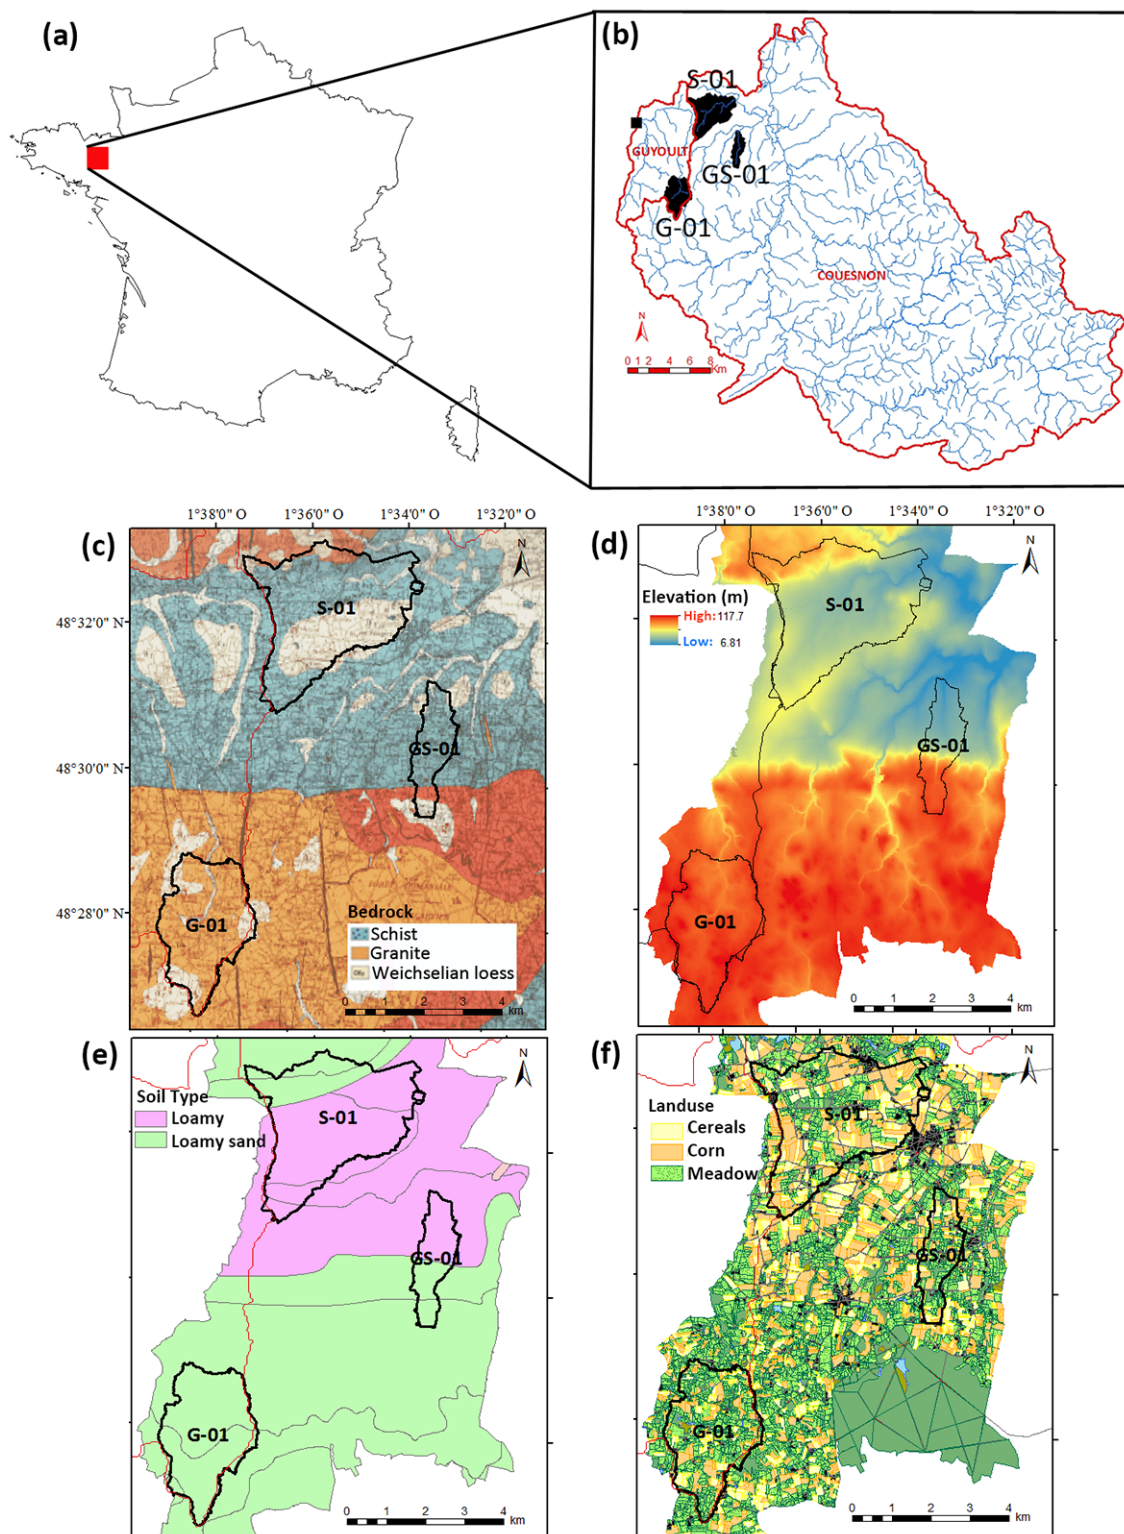 (a)
(b)
S-01
GUYOULT
GS-01
G-01
COUESNON
N
0 1 2 4 6 8
Km
1°38'0" O 1°36'0" O 1°34'0" O 1°32'0" O
(c)
N
S-01
48°32'0" N
GS-01
48°30'0" N
48°28'0" N
G-01
Bedrock
Schist
Granite
Weichselian loess
0 1 2 3 4
km
1°38'0" O 1°36'0" O 1°34'0" O 1°32'0" O
(d)
N
Elevation (m)
High: 117.7
Low: 6.81
S-01
GS-01
G-01
0 1 2 3 4
km
(e)
N
Soil Type
Loamy
Loamy sand
S-01
GS-01
G-01
0 1 2 3 4
km
(f)
N
Landuse
Cereals
Corn
Meadow
S-01
GS-01
G-01
0 1 2 3 4
km